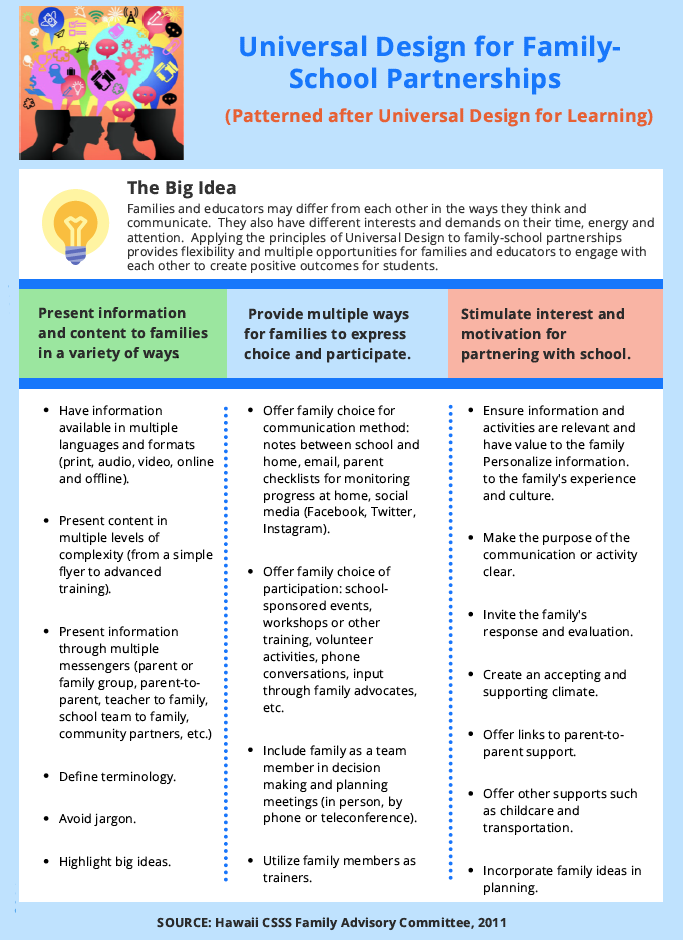 Universal Design for Family-
School Partnerships
(Patterned after Universal Design for Learning)
The Big Idea
Families and educators may differ from each other in the ways they think and
communicate. They also have different interests and demands on their time, energy and
attention. Applying the principles of Universal Design to family-school partnerships
provides flexibility and multiple opportunities for families and educators to engage with
each other to create positive outcomes for students.
Present information
and content to families
in a variety of ways.
Provide multiple ways
for families to express
choice and participate.
Stimulate interest and
motivation for
partnering with school.
• Have information
available in multiple
languages and formats
(print, audio, video, online
and offline).
• Present content in
multiple levels of
complexity (from a simple
flyer to advanced
training).
• Present information
through multiple
messengers (parent or
family group, parent-to-
parent, teacher to family,
school team to family,
community partners, etc.)
• Define terminology.
• Avoid jargon.
• Highlight big ideas.
• Offer family choice for
communication method:
notes between school and
home, email, parent
checklists for monitoring
progress at home, social
media (Facebook, Twitter,
Instagram).
• Offer family choice of
participation: school-
sponsored events,
workshops or other
training, volunteer
activities, phone
conversations, input
through family advocates,
etc.
• Include family as a team
member in decision
making and planning
meetings (in person, by
phone or teleconference).
• Utilize family members as
trainers.
• Ensure information and
activities are relevant and
have value to the family
Personalize information.
to the family's experience
and culture.
• Make the purpose of the
communication or activity
clear.
• Invite the family's
response and evaluation.
• Create an accepting and
supporting climate.
• Offer links to parent-to-
parent support.
• Offer other supports such
as childcare and
transportation.
• Incorporate family ideas in
planning.
SOURCE: Hawaii CSSS Family Advisory Committee, 2011